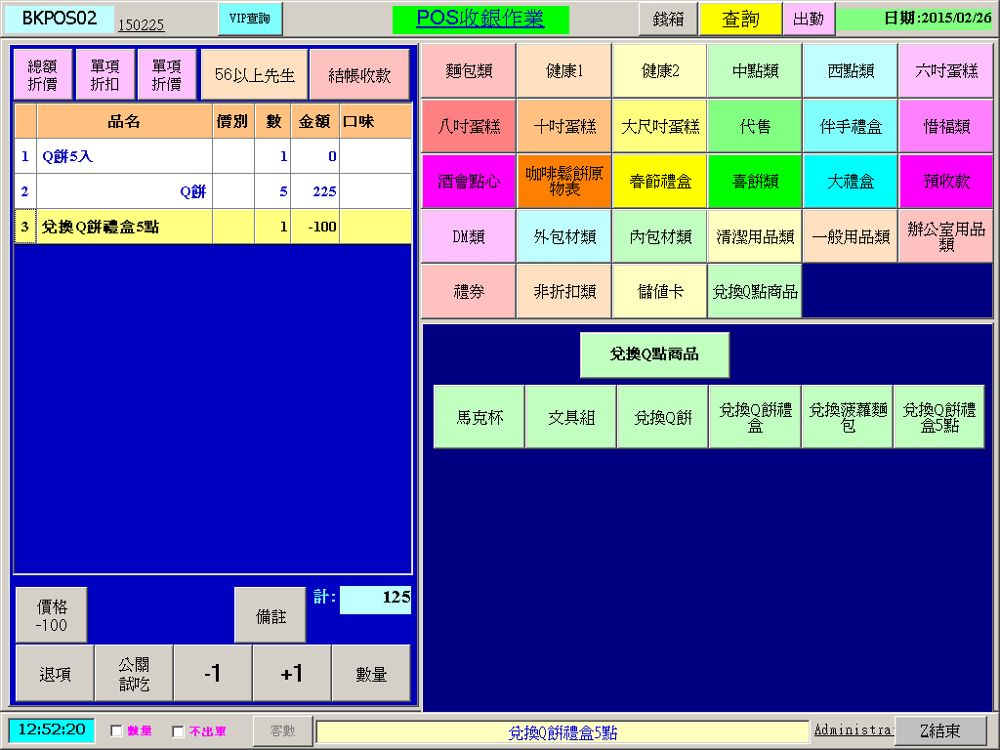 BKPOS02 150225 VIP查詢 POS收銀作業 錢箱 查詢 出勤 日期:2015/02/26
總額
折價
單項
折扣
單項
折價
56以上先生
結帳收款
品名 價別 數 金額 口味
1 Q餅5入 1 0
2 Q餅 5 225
3 兌換Q餅禮盒5點 1 -100
價格
-100
備註
計: 125
退項
公關
試吃
-1
+1
數量
麵包類 健康1 健康2 中點類 西點類 六吋蛋糕
八吋蛋糕 十吋蛋糕 大尺吋蛋糕 代售 伴手禮盒 惜福類
酒會點心
咖啡鬆餅原
物表
春節禮盒 喜餅類 大禮盒 預收款
DM類 外包材類 內包材類 清潔用品類 一般用品類
辦公室用品
類
禮券 非折扣類 儲值卡 兌換Q點商品
兌換Q點商品
馬克杯 文具組 兌換Q餅
兌換Q餅禮
盒
兌換菠蘿麵
包
兌換Q餅禮
盒5點
12:52:20 數量 不出單 客數 兌換Q餅禮盒5點 Administra Z結束